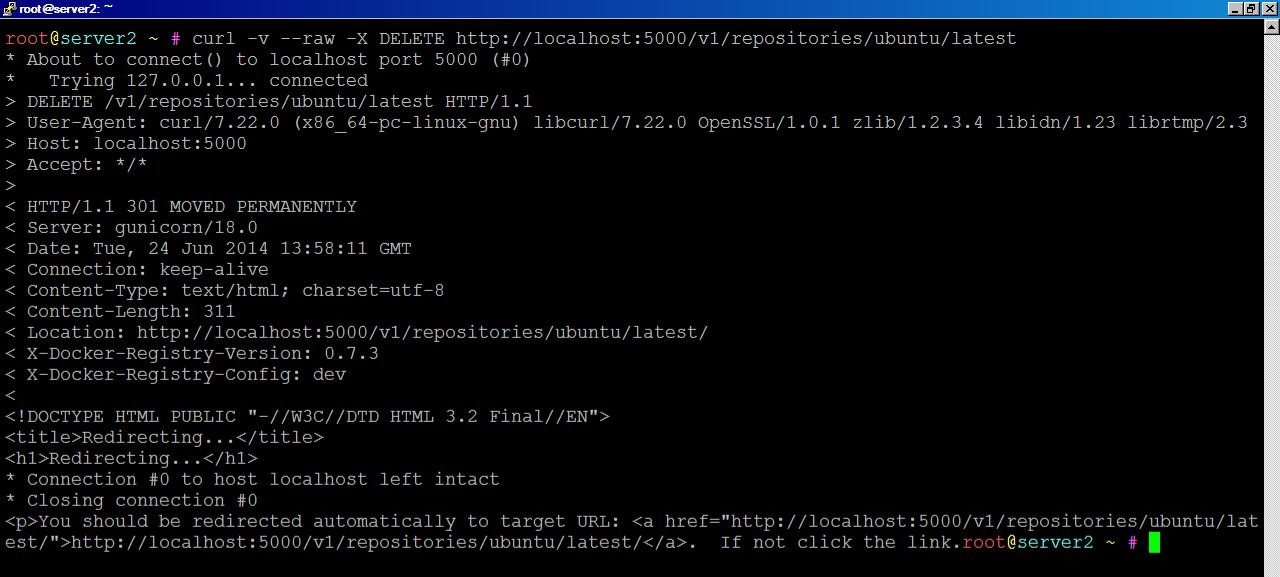 root@server2: ~
root@server2 ~ # curl -v --raw -X DELETE http://localhost:5000/v1/repositories/ubuntu/latest
* About to connect() to localhost port 5000 (#0)
*   Trying 127.0.0.1... connected
> DELETE /v1/repositories/ubuntu/latest HTTP/1.1
> User-Agent: curl/7.22.0 (x86_64-pc-linux-gnu) libcurl/7.22.0 OpenSSL/1.0.1 zlib/1.2.3.4 libidn/1.23 librtmp/2.3
> Host: localhost:5000
> Accept: */*
>
< HTTP/1.1 301 MOVED PERMANENTLY
< Server: gunicorn/18.0
< Date: Tue, 24 Jun 2014 13:58:11 GMT
< Connection: keep-alive
< Content-Type: text/html; charset=utf-8
< Content-Length: 311
< Location: http://localhost:5000/v1/repositories/ubuntu/latest/
< X-Docker-Registry-Version: 0.7.3
< X-Docker-Registry-Config: dev
<
<!DOCTYPE HTML PUBLIC "-//W3C//DTD HTML 3.2 Final//EN">
<title>Redirecting...</title>
<h1>Redirecting...</h1>
* Connection #0 to host localhost left intact
* Closing connection #0
<p>You should be redirected automatically to target URL: <a href="http://localhost:5000/v1/repositories/ubuntu/lat
est/">http://localhost:5000/v1/repositories/ubuntu/latest/</a>.  If not click the link.root@server2 ~ #